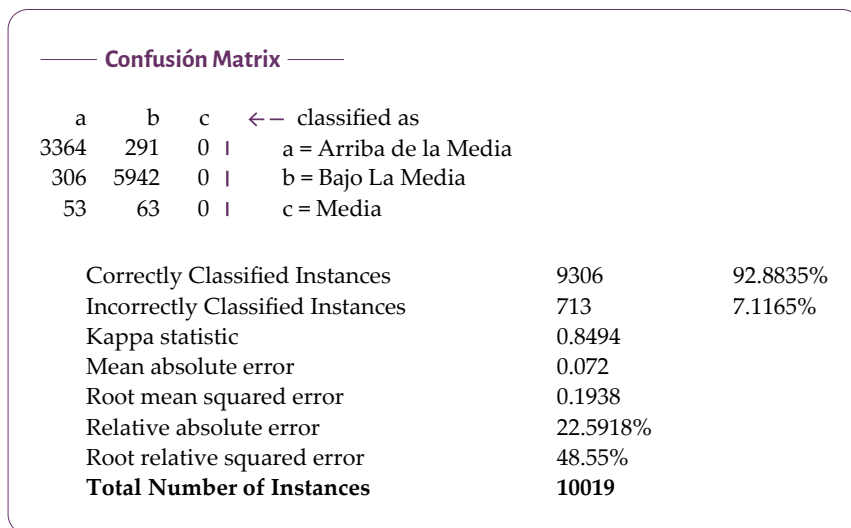 Confusión Matrix
a b c ←– classified as
3364 291 0 | a = Arriba de la Media
306 5942 0 | b = Bajo La Media
53 63 0 | c = Media
Correctly Classified Instances 9306 92.8835%
Incorrectly Classified Instances 713 7.1165%
Kappa statistic 0.8494
Mean absolute error 0.072
Root mean squared error 0.1938
Relative absolute error 22.5918%
Root relative squared error 48.55%
Total Number of Instances 10019